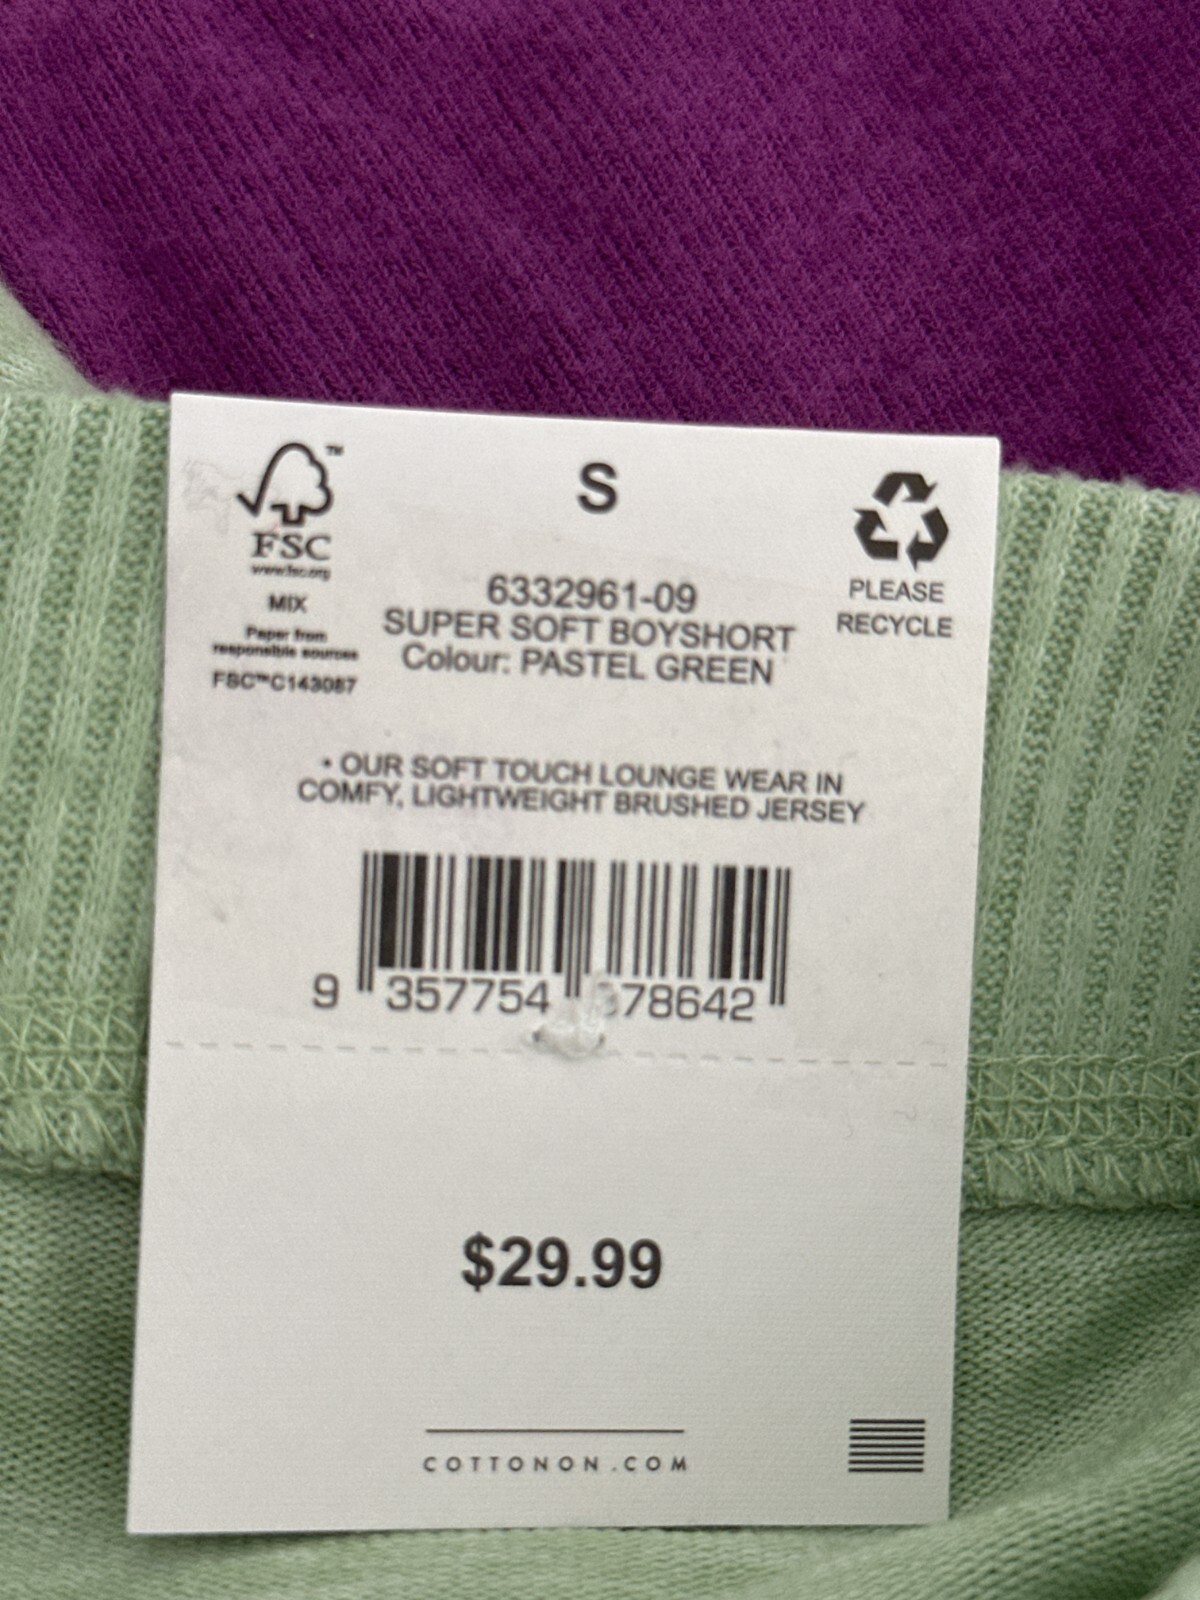 S
FSC
www.fsc.org
MIX
Paper from
responsible sources
FSC™C143087
6332961-09
SUPER SOFT BOYSHORT
Colour: PASTEL GREEN
PLEASE
RECYCLE
• OUR SOFT TOUCH LOUNGE WEAR IN
COMFY, LIGHTWEIGHT BRUSHED JERSEY
9 357754 78642
$29.99
COTTONON.COM